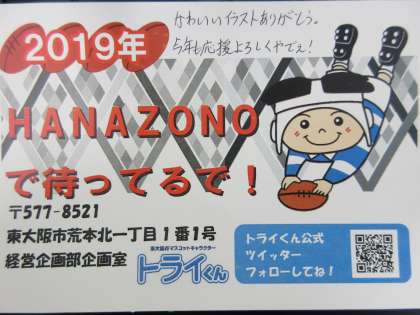 かわいいイラストありがとう。
今年も応援よろしくやでぇ!
2019年
HANAZONO
で待ってるで!
〒577-8521
東大阪市荒本北一丁目1番1号
経営企画部企画室
東大阪市マスコットキャラクター
トライくん
トライくん公式
ツイッター
フォローしてね!